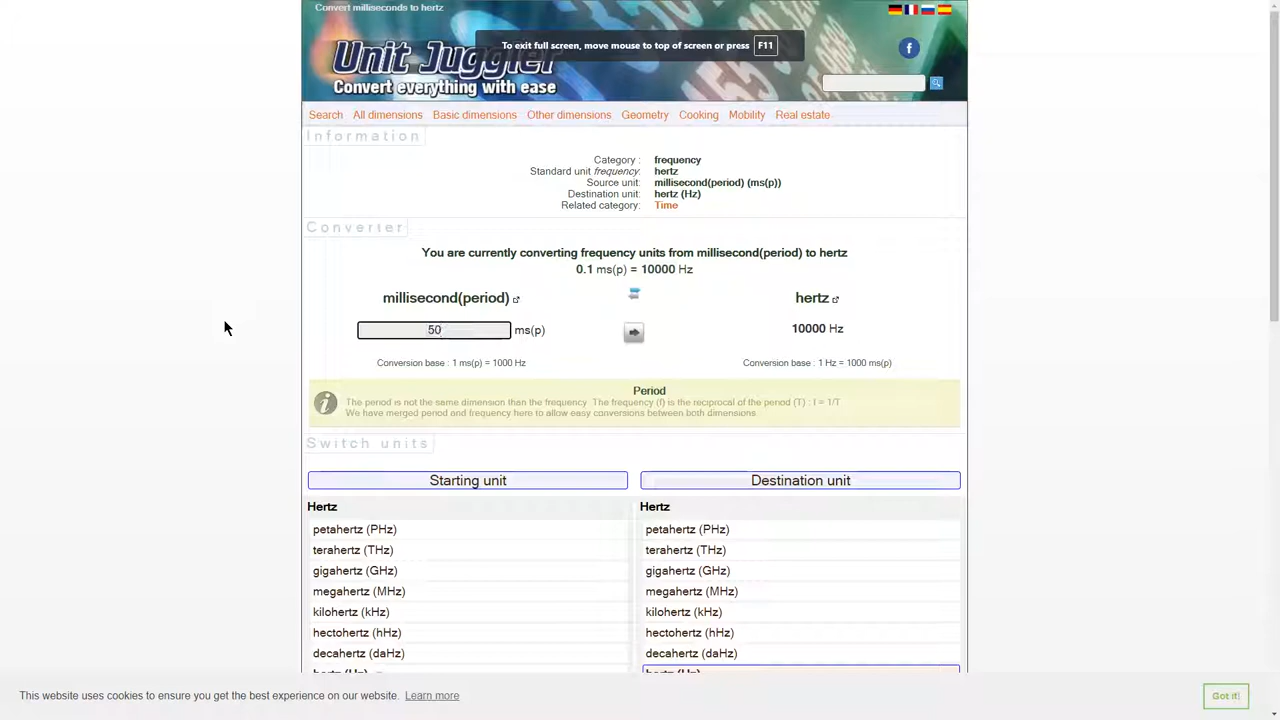 Convert milliseconds to hertz
To exit full screen, move mouse to top of screen or press F11
Unit Juggler
Convert everything with ease
Search All dimensions Basic dimensions Other dimensions Geometry Cooking Mobility Real estate
Information
Category : frequency
Standard unit frequency: hertz
Source unit: millisecond(period) (ms(p))
Destination unit: hertz (Hz)
Related category: Time
Converter
You are currently converting frequency units from millisecond(period) to hertz
0.1 ms(p) = 10000 Hz
millisecond(period) hertz
50 ms(p) 10000 Hz
Conversion base : 1 ms(p) = 1000 Hz Conversion base : 1 Hz = 1000 ms(p)
Period
The period is not the same dimension than the frequency. The frequency (f) is the reciprocal of the period (T) : f = 1/T
We have merged period and frequency here to allow easy conversions between both dimensions.
Switch units
Starting unit Destination unit
Hertz Hertz
petahertz (PHz) petahertz (PHz)
terahertz (THz) terahertz (THz)
gigahertz (GHz) gigahertz (GHz)
megahertz (MHz) megahertz (MHz)
kilohertz (kHz) kilohertz (kHz)
hectohertz (hHz) hectohertz (hHz)
decahertz (daHz) decahertz (daHz)
hertz (Hz) hertz (Hz)
This website uses cookies to ensure you get the best experience on our website. Learn more Got it!